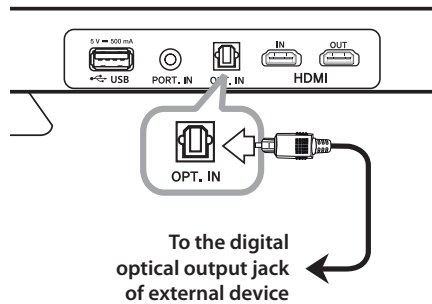 5 V ⎓ 500 mA
IN OUT
USB PORT. IN OPT. IN HDMI
OPT. IN
To the digital
optical output jack
of external device